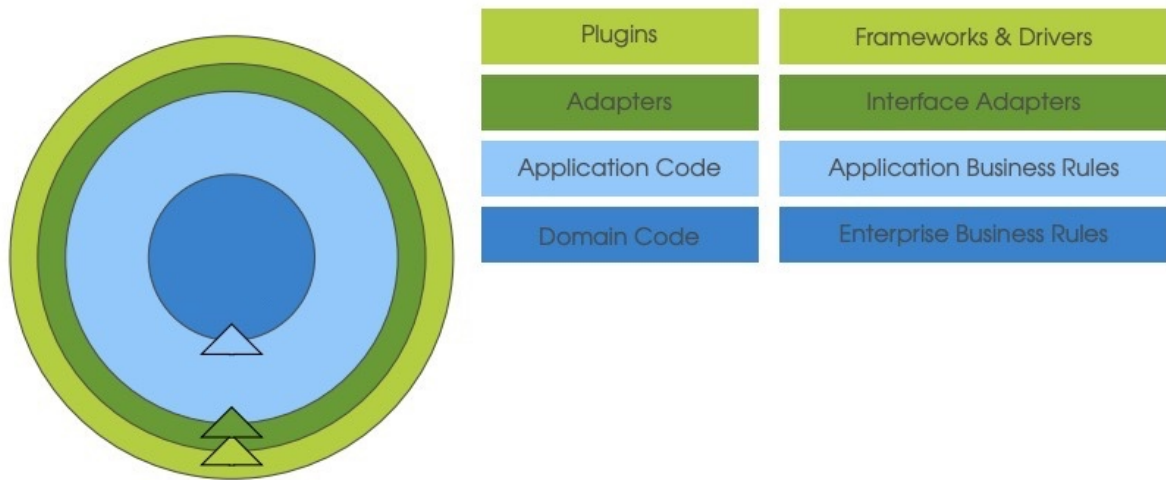 Plugins
Frameworks & Drivers
Adapters
Interface Adapters
Application Code
Application Business Rules
Domain Code
Enterprise Business Rules